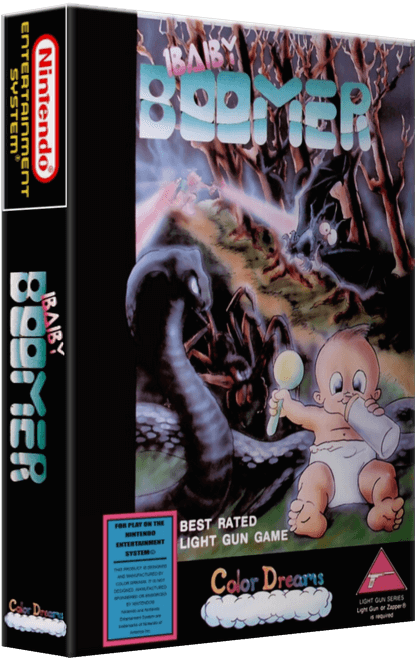 Nintendo®
ENTERTAINMENT
SYSTEM®
BABY
BOOMER
Color Dreams
BABY
BOOMER
FOR PLAY ON THE
NINTENDO
ENTERTAINMENT
SYSTEM®
BEST RATED
LIGHT GUN GAME
Color Dreams
LIGHT GUN SERIES
Light Gun or Zapper®
is required